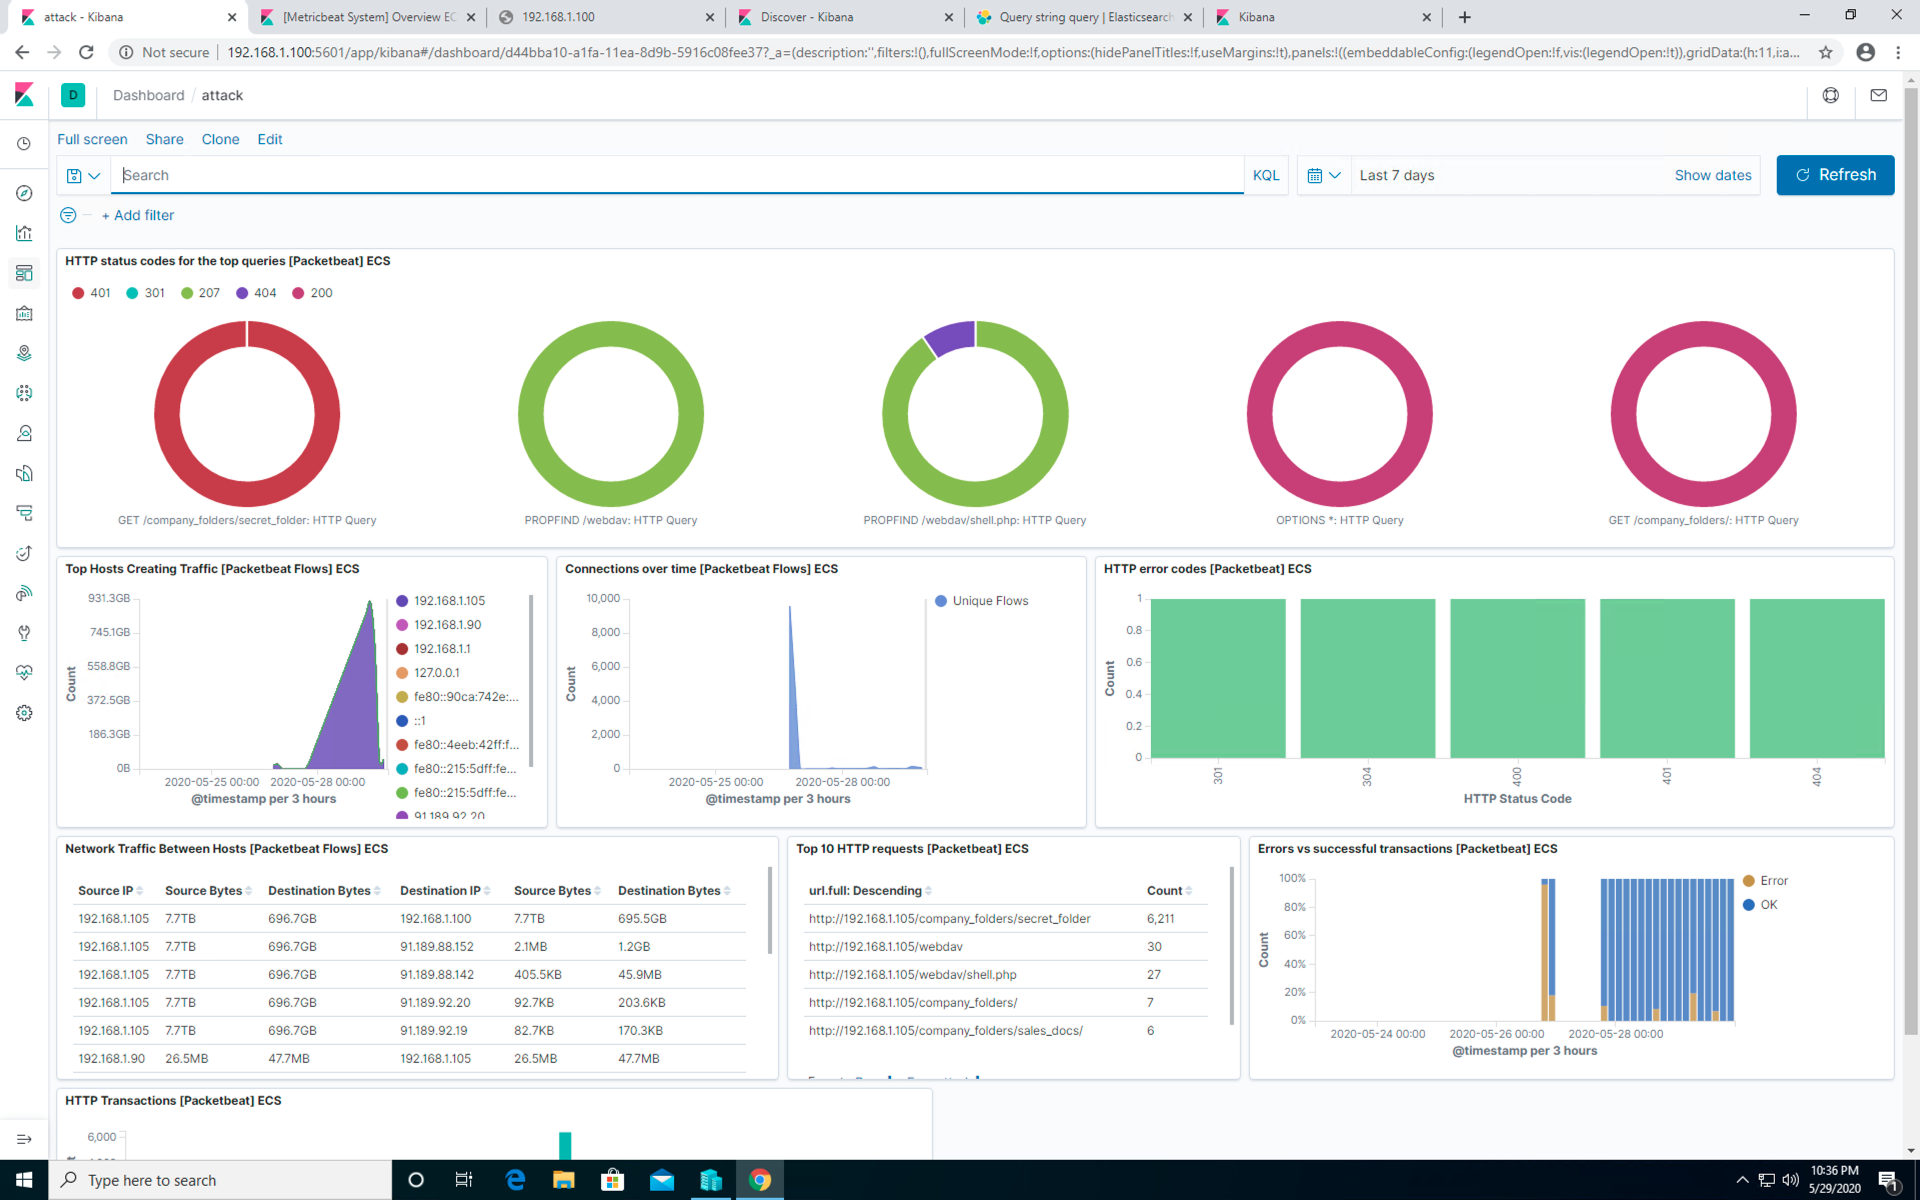 attack - Kibana
[Metricbeat System] Overview EC
192.168.1.100
Discover - Kibana
Query string query | Elasticsearch
Kibana
Not secure
192.168.1.100:5601/app/kibana#/dashboard/d44bba10-a1fa-11ea-8d9b-5916c08fee37?_a=(description:'',filters:!(),fullScreenMode:!f,options:(hidePanelTitles:!f,useMargins:!t),panels:!((embeddableConfig:(legendOpen:!f,vis:(legendOpen:!t)),gridData:(h:11,i:a...
D
Dashboard / attack
Full screen Share Clone Edit
Search
KQL
Last 7 days
Show dates
Refresh
+ Add filter
HTTP status codes for the top queries [Packetbeat] ECS
401 301 207 404 200
GET /company_folders/secret_folder: HTTP Query
PROPFIND /webdav: HTTP Query
PROPFIND /webdav/shell.php: HTTP Query
OPTIONS *: HTTP Query
GET /company_folders/: HTTP Query
Top Hosts Creating Traffic [Packetbeat Flows] ECS
931.3GB
745.1GB
558.8GB
372.5GB
186.3GB
0B
Count
2020-05-25 00:00 2020-05-28 00:00
@timestamp per 3 hours
192.168.1.105
192.168.1.90
192.168.1.1
127.0.0.1
fe80::90ca:742e:...
::1
fe80::4eeb:42ff:f...
fe80::215:5dff:fe...
fe80::215:5dff:fe...
91.189.92.20
Connections over time [Packetbeat Flows] ECS
10,000
8,000
6,000
4,000
2,000
0
Count
2020-05-25 00:00 2020-05-28 00:00
@timestamp per 3 hours
Unique Flows
HTTP error codes [Packetbeat] ECS
1
0.8
0.6
0.4
0.2
0
Count
301 304 400 401 404
HTTP Status Code
Network Traffic Between Hosts [Packetbeat Flows] ECS
Source IP Source Bytes Destination Bytes Destination IP Source Bytes Destination Bytes
192.168.1.105 7.7TB 696.7GB 192.168.1.100 7.7TB 695.5GB
192.168.1.105 7.7TB 696.7GB 91.189.88.152 2.1MB 1.2GB
192.168.1.105 7.7TB 696.7GB 91.189.88.142 405.5KB 45.9MB
192.168.1.105 7.7TB 696.7GB 91.189.92.20 92.7KB 203.6KB
192.168.1.105 7.7TB 696.7GB 91.189.92.19 82.7KB 170.3KB
192.168.1.90 26.5MB 47.7MB 192.168.1.105 26.5MB 47.7MB
Top 10 HTTP requests [Packetbeat] ECS
url.full: Descending Count
http://192.168.1.105/company_folders/secret_folder 6,211
http://192.168.1.105/webdav 30
http://192.168.1.105/webdav/shell.php 27
http://192.168.1.105/company_folders/ 7
http://192.168.1.105/company_folders/sales_docs/ 6
Errors vs successful transactions [Packetbeat] ECS
100%
80%
60%
40%
20%
0%
Count
2020-05-24 00:00 2020-05-26 00:00 2020-05-28 00:00
@timestamp per 3 hours
Error
OK
HTTP Transactions [Packetbeat] ECS
6,000
Type here to search
10:36 PM
5/29/2020
1